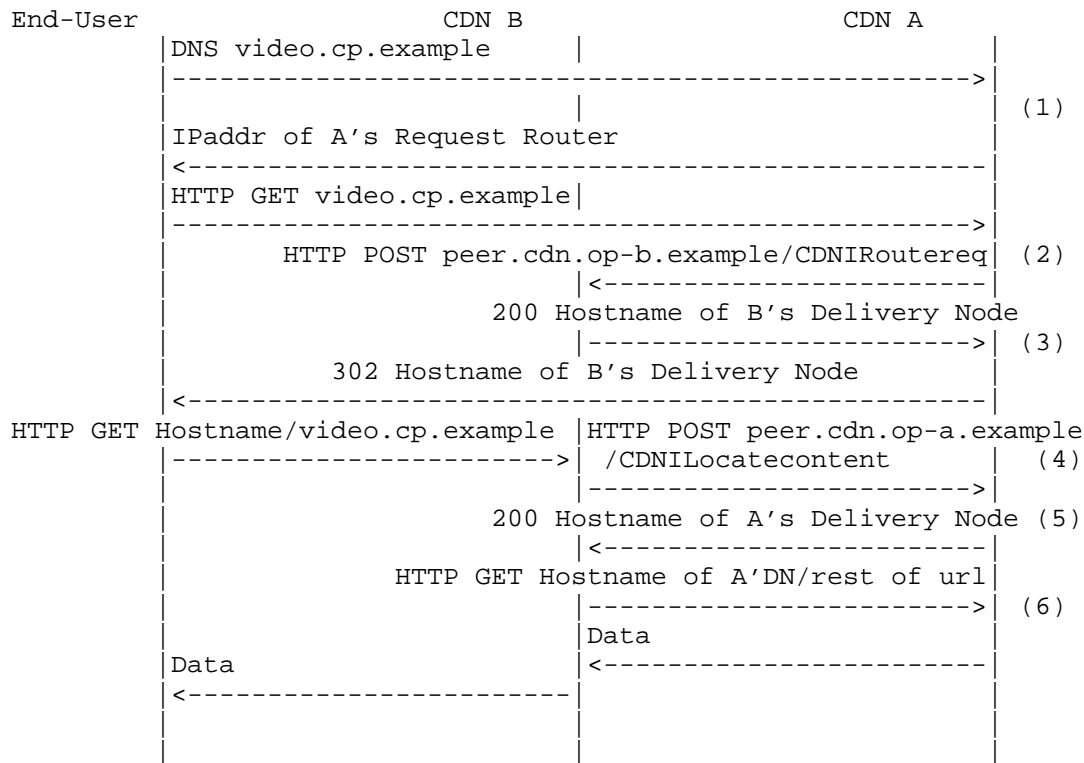 End-User CDN B CDN A
DNS video.cp.example
(1)
IPaddr of A's Request Router
HTTP GET video.cp.example
HTTP POST peer.cdn.op-b.example/CDNIRoutereq (2)
200 Hostname of B's Delivery Node
(3)
302 Hostname of B's Delivery Node
HTTP GET Hostname/video.cp.example HTTP POST peer.cdn.op-a.example
/CDNILocatecontent (4)
200 Hostname of A's Delivery Node (5)
HTTP GET Hostname of A'DN/rest of url
(6)
Data
Data